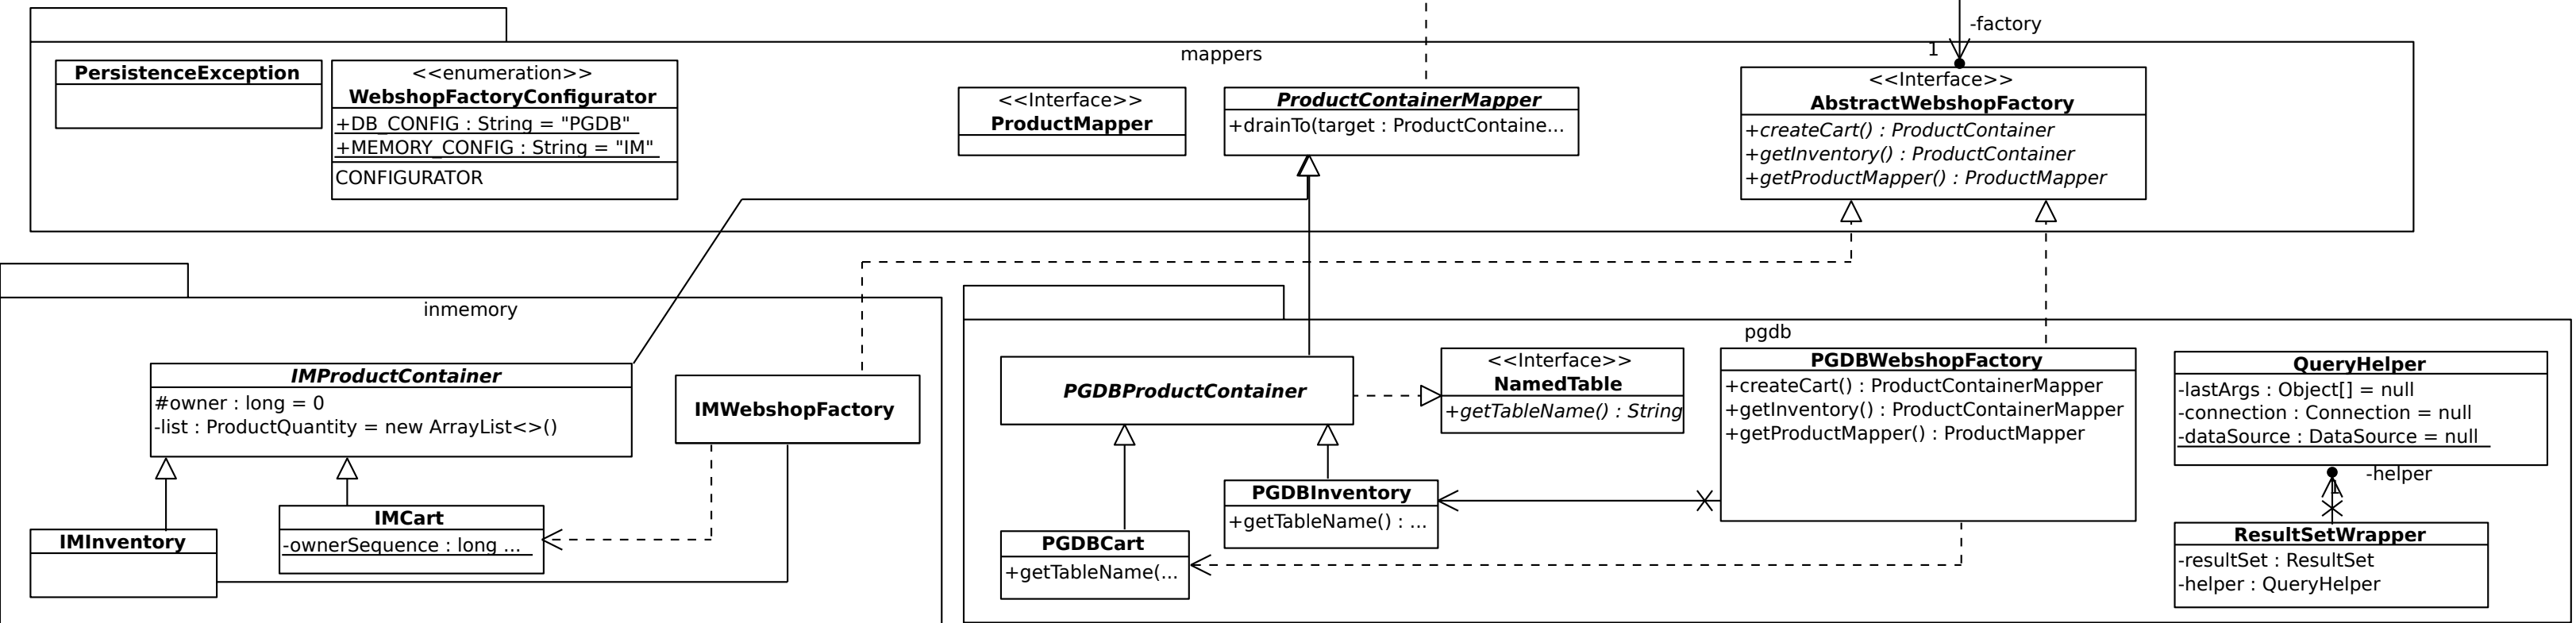 -factory
1
mappers
PersistenceException
<<enumeration>>
WebshopFactoryConfigurator
+DB_CONFIG : String = "PGDB"
+MEMORY_CONFIG : String = "IM"
CONFIGURATOR
<<Interface>>
ProductMapper
ProductContainerMapper
+drainTo(target : ProductContaine...
<<Interface>>
AbstractWebshopFactory
+createCart() : ProductContainer
+getInventory() : ProductContainer
+getProductMapper() : ProductMapper
inmemory
IMProductContainer
#owner : long = 0
-list : ProductQuantity = new ArrayList<>()
IMWebshopFactory
IMCart
-ownerSequence : long ...
IMInventory
pgdb
PGDBProductContainer
<<Interface>>
NamedTable
+getTableName() : String
PGDBWebshopFactory
+createCart() : ProductContainerMapper
+getInventory() : ProductContainerMapper
+getProductMapper() : ProductMapper
QueryHelper
-lastArgs : Object[] = null
-connection : Connection = null
-dataSource : DataSource = null
-helper
1
PGDBInventory
+getTableName() : ...
PGDBCart
+getTableName(...
ResultSetWrapper
-resultSet : ResultSet
-helper : QueryHelper